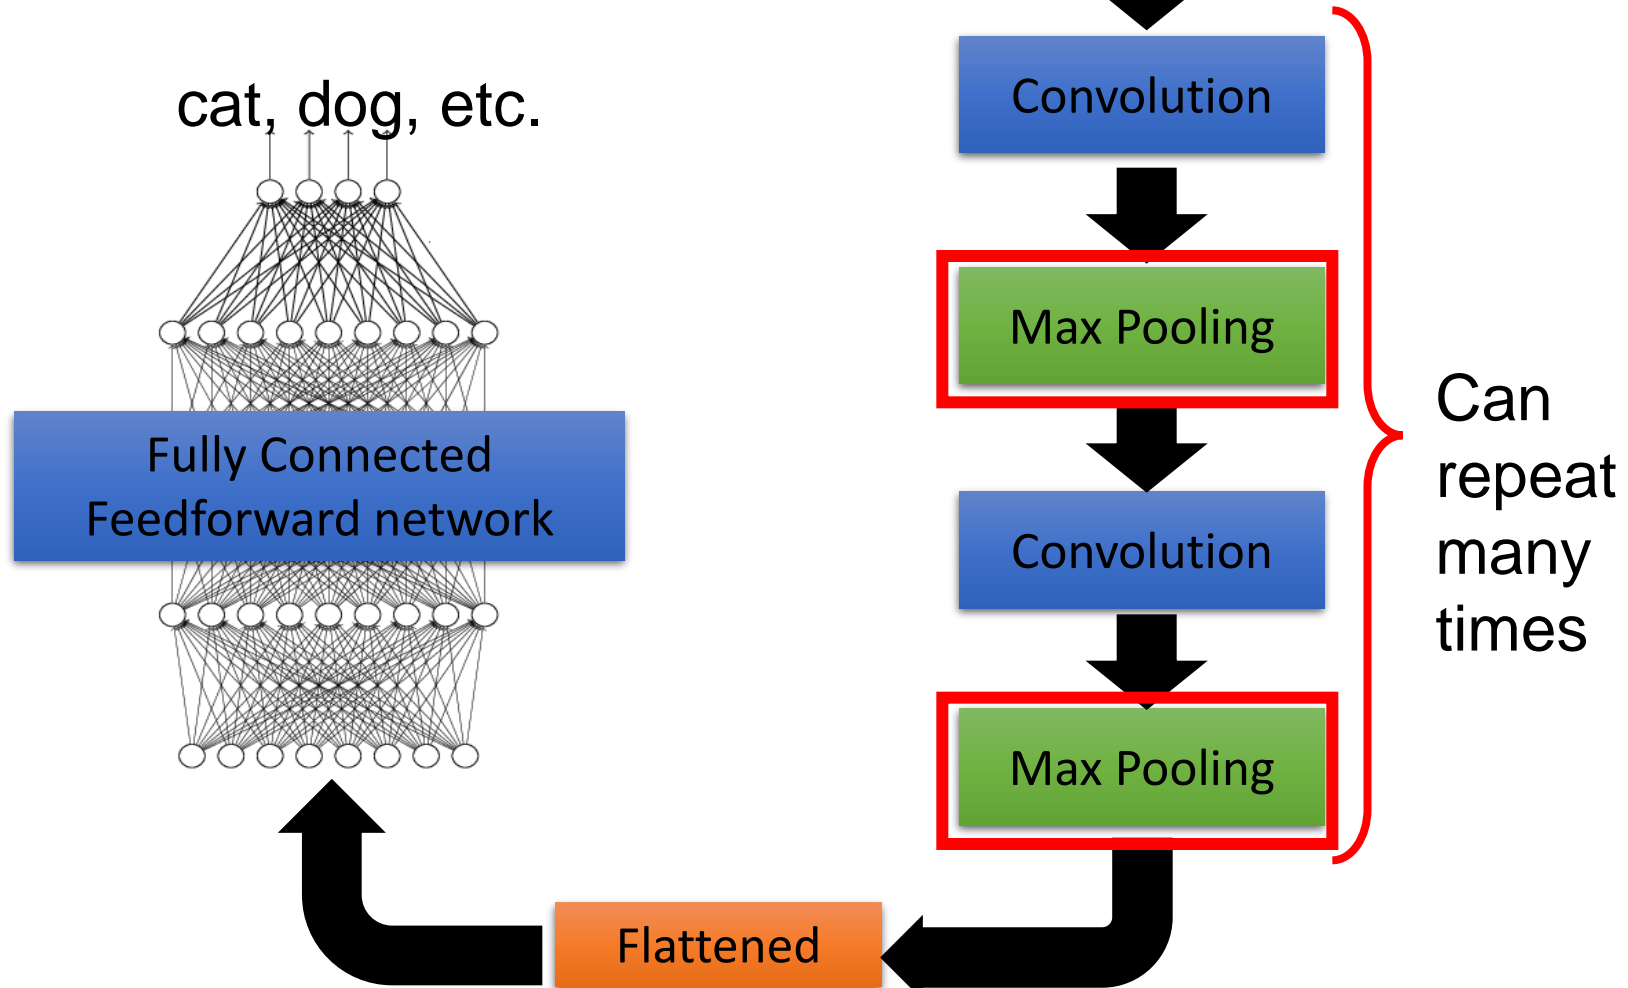 cat, dog, etc.
Fully Connected
Feedforward network
Convolution
Max Pooling
Convolution
Max Pooling
Can
repeat
many
times
Flattened